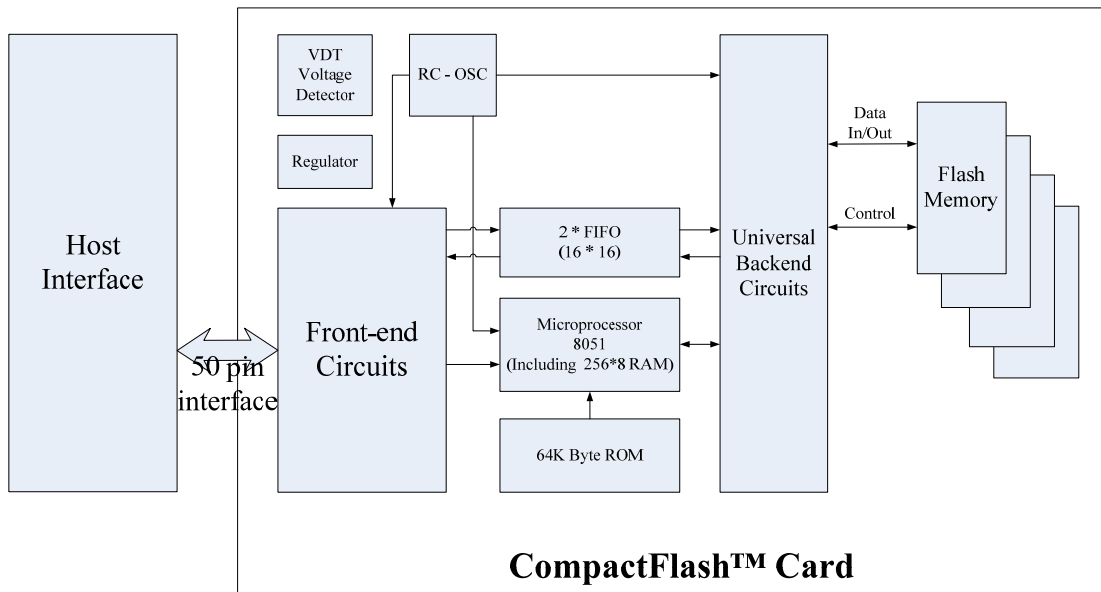 VDT
Voltage
Detector
RC - OSC
Regulator
Host
Interface
50 pin
interface
Front-end
Circuits
2 * FIFO
(16 * 16)
Microprocessor
8051
(Including 256*8 RAM)
64K Byte ROM
Universal
Backend
Circuits
Data
In/Out
Control
Flash
Memory
CompactFlash™ Card